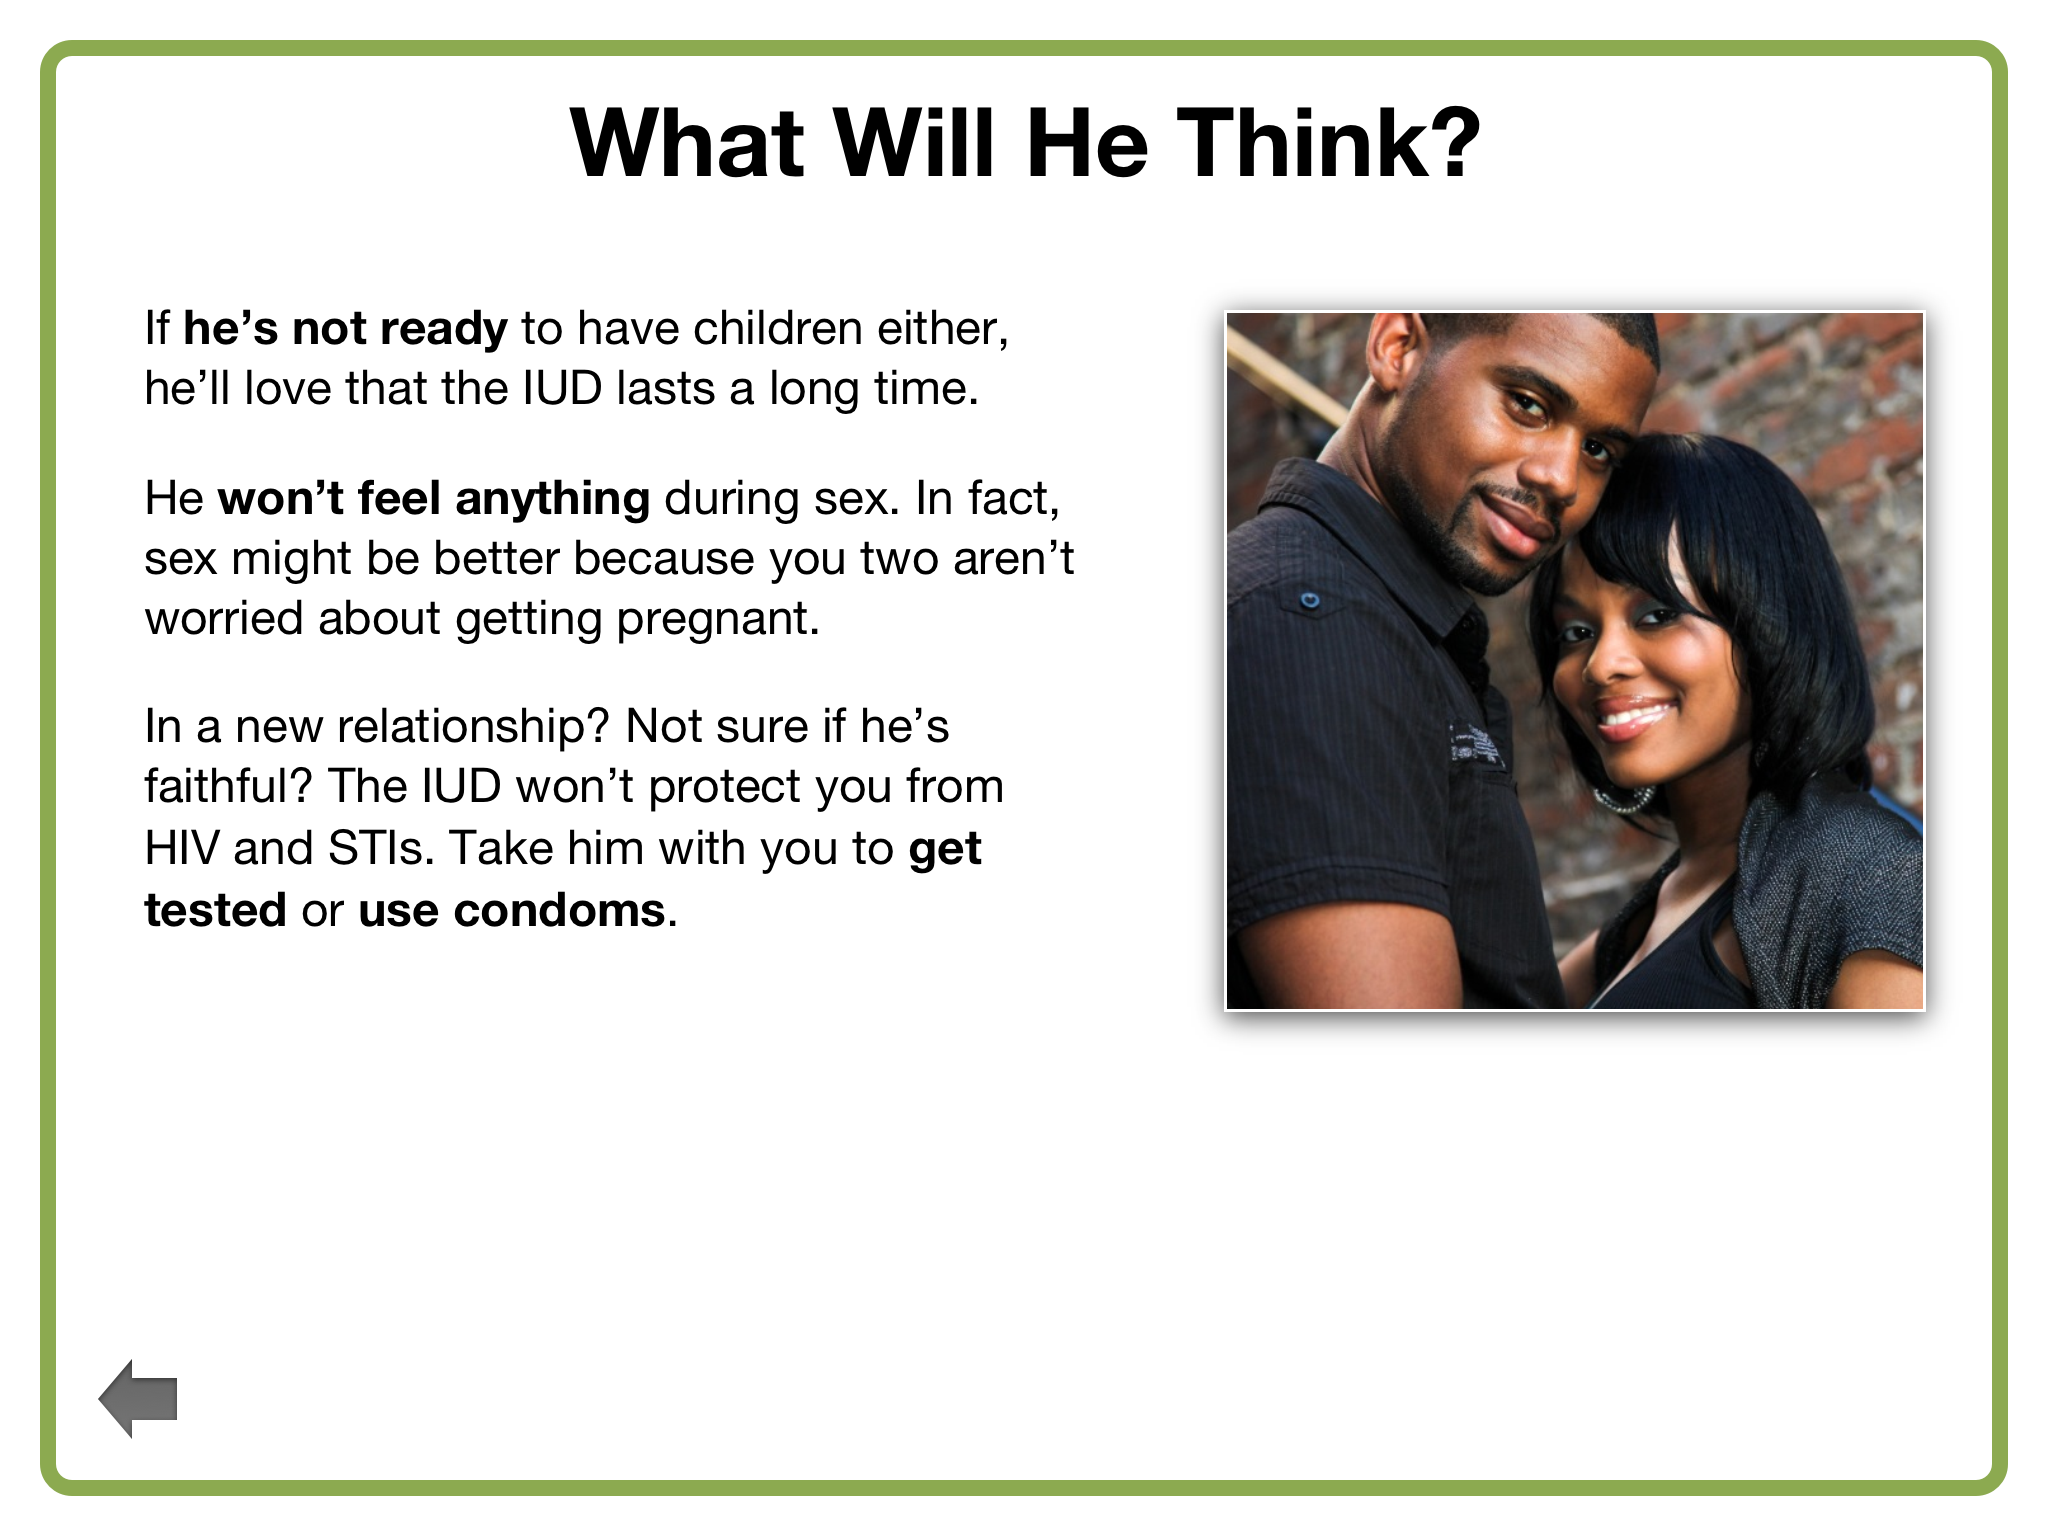 What Will He Think?
If he’s not ready to have children either,
he’ll love that the IUD lasts a long time.
He won’t feel anything during sex. In fact,
sex might be better because you two aren’t
worried about getting pregnant.
In a new relationship? Not sure if he’s
faithful? The IUD won’t protect you from
HIV and STIs. Take him with you to get
tested or use condoms.